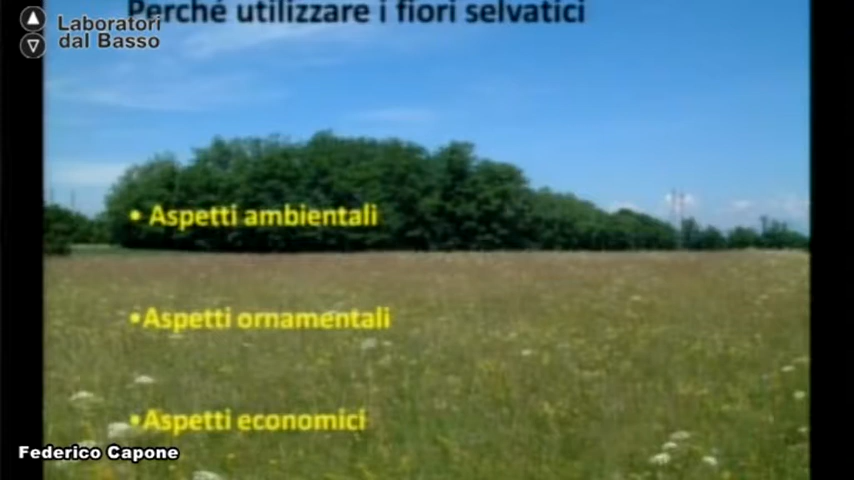 Perché utilizzare i fiori selvatici
Laboratori
dal Basso
• Aspetti ambientali
•Aspetti ornamentali
•Aspetti economici
Federico Capone